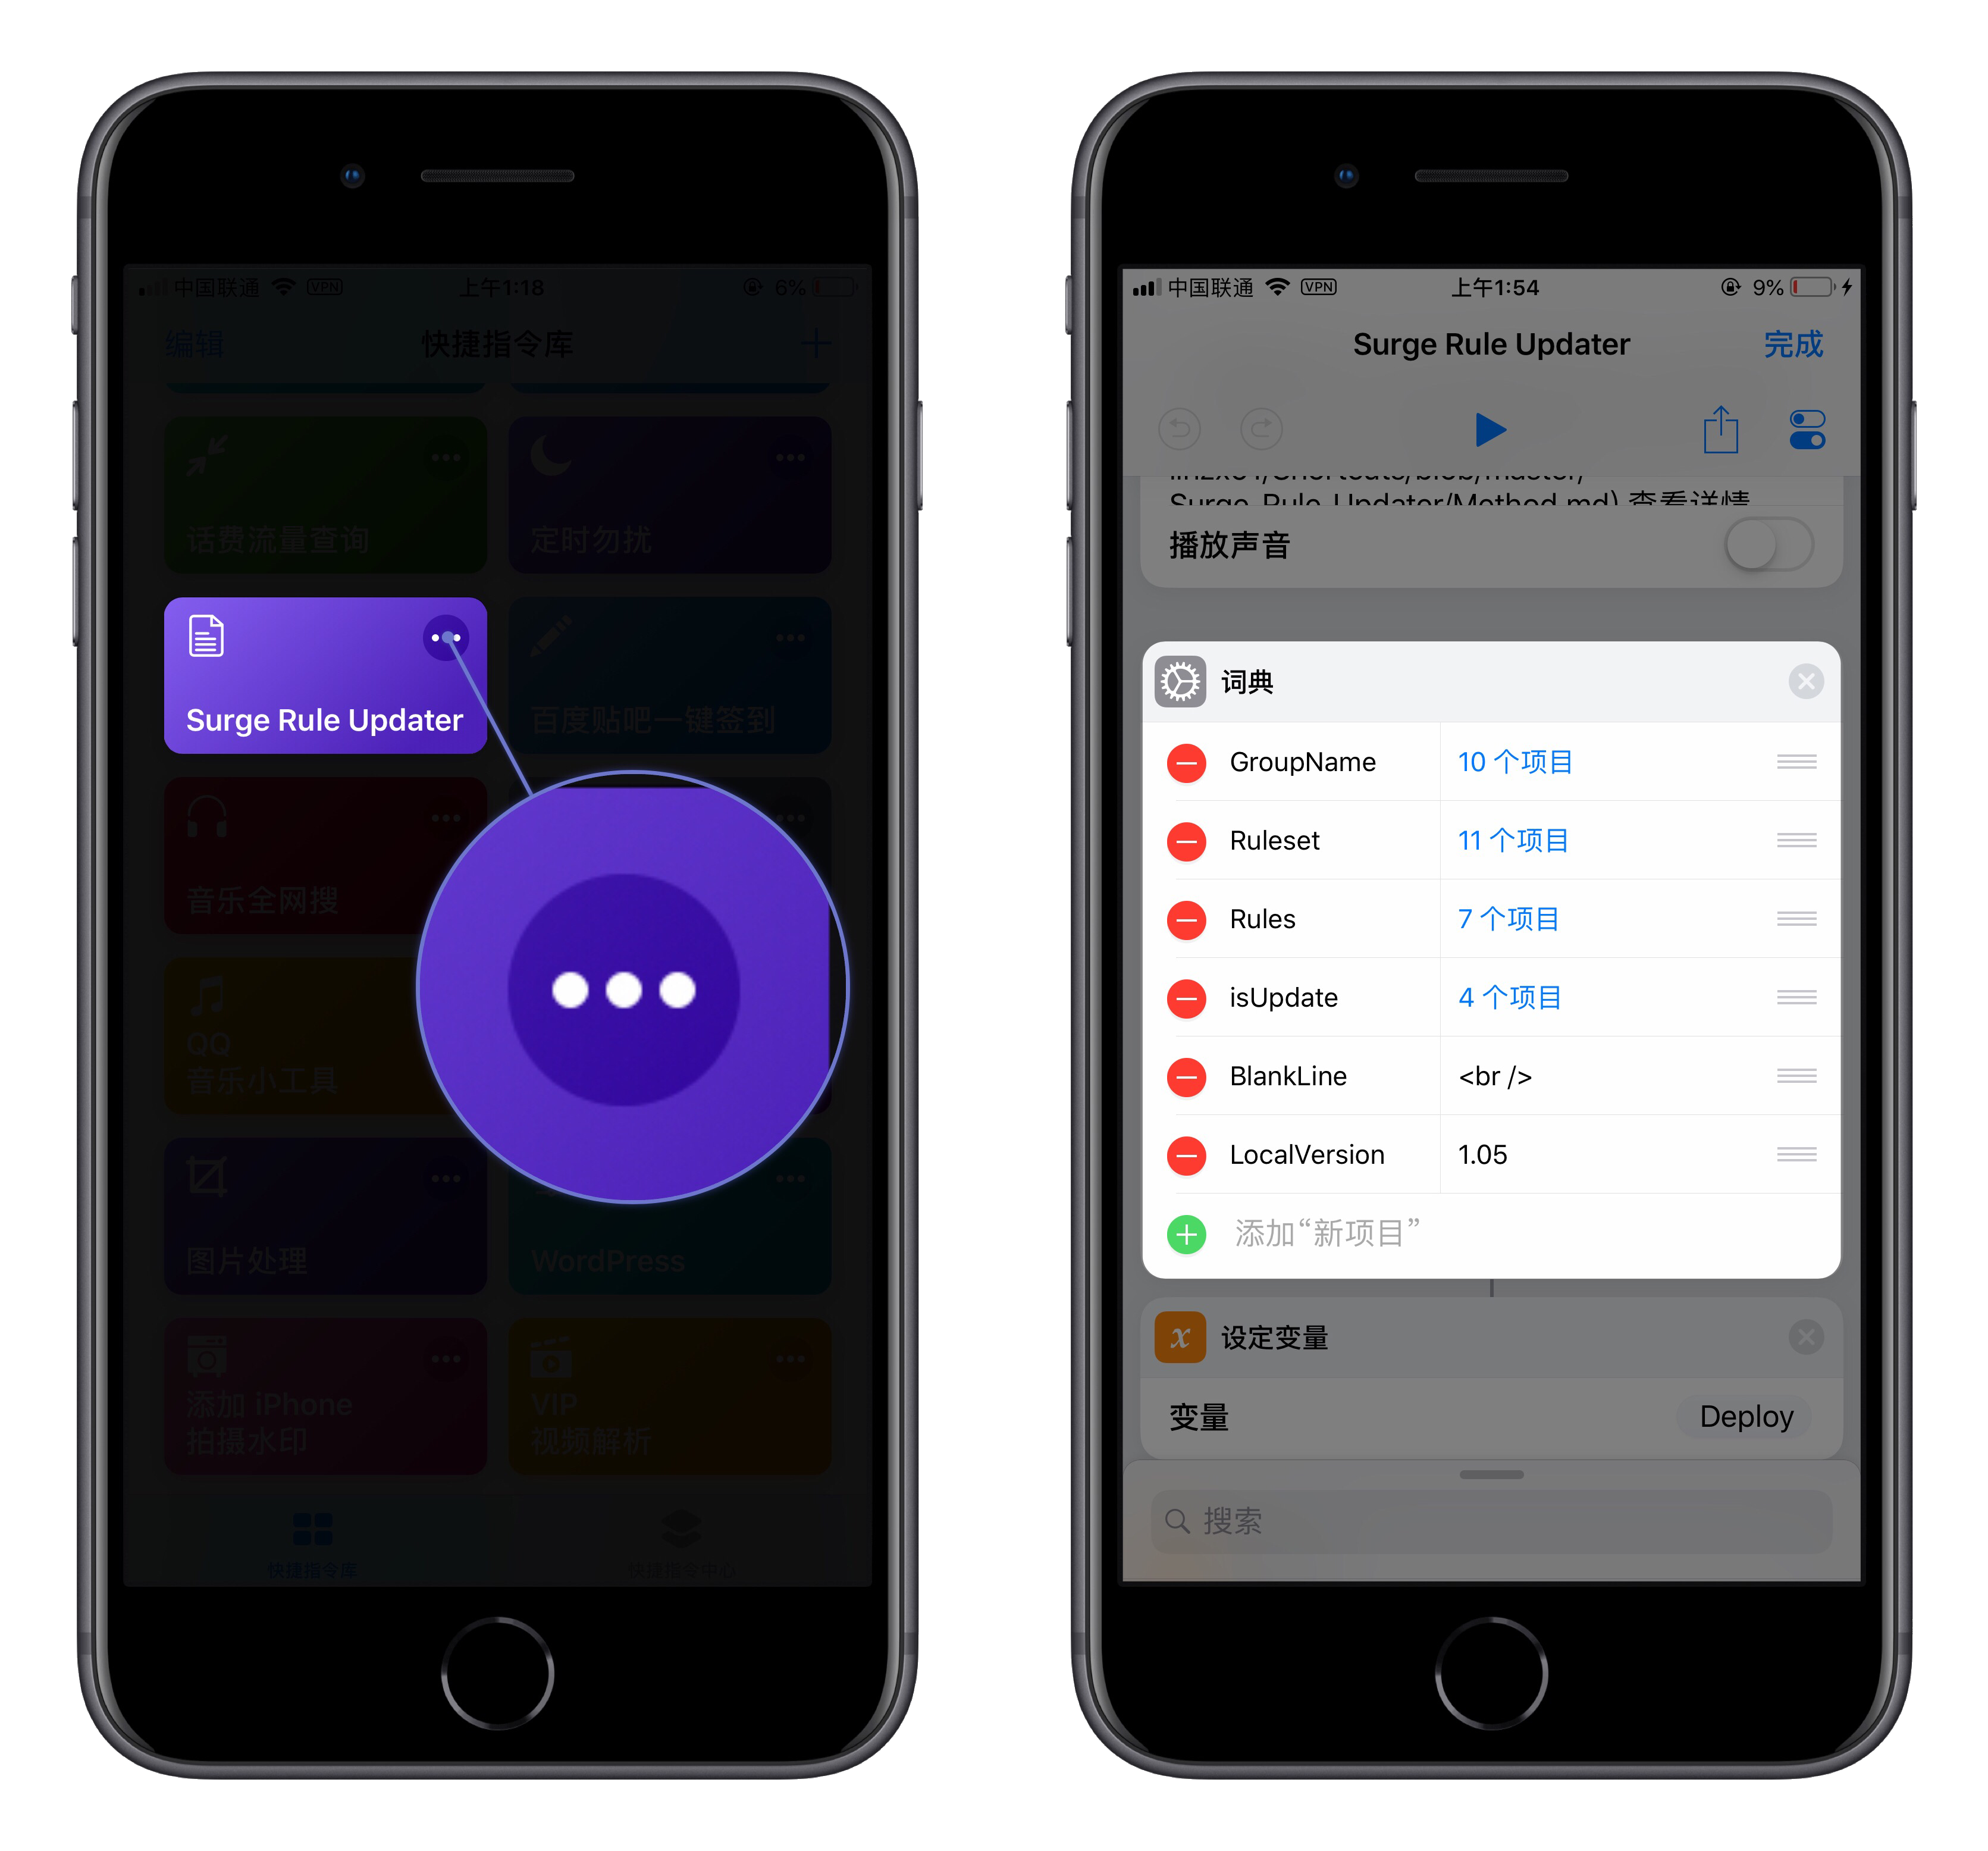 中国联通 VPN 上午1:18 6%
编辑 快捷指令库
话费流量查询 定时勿扰
Surge Rule Updater 百度贴吧一键签到
音乐全网搜
QQ
音乐小工具
图片处理 WordPress
添加 iPhone
拍摄水印
VIP
视频解析
快捷指令库 快捷指令中心
中国联通 VPN 上午1:54 9%
Surge Rule Updater 完成
Surge-Rule-Updater/Method.md) 查看详情
播放声音
词典
GroupName 10 个项目
Ruleset 11 个项目
Rules 7 个项目
isUpdate 4 个项目
BlankLine <br />
LocalVersion 1.05
添加“新项目”
设定变量
变量 Deploy
搜索